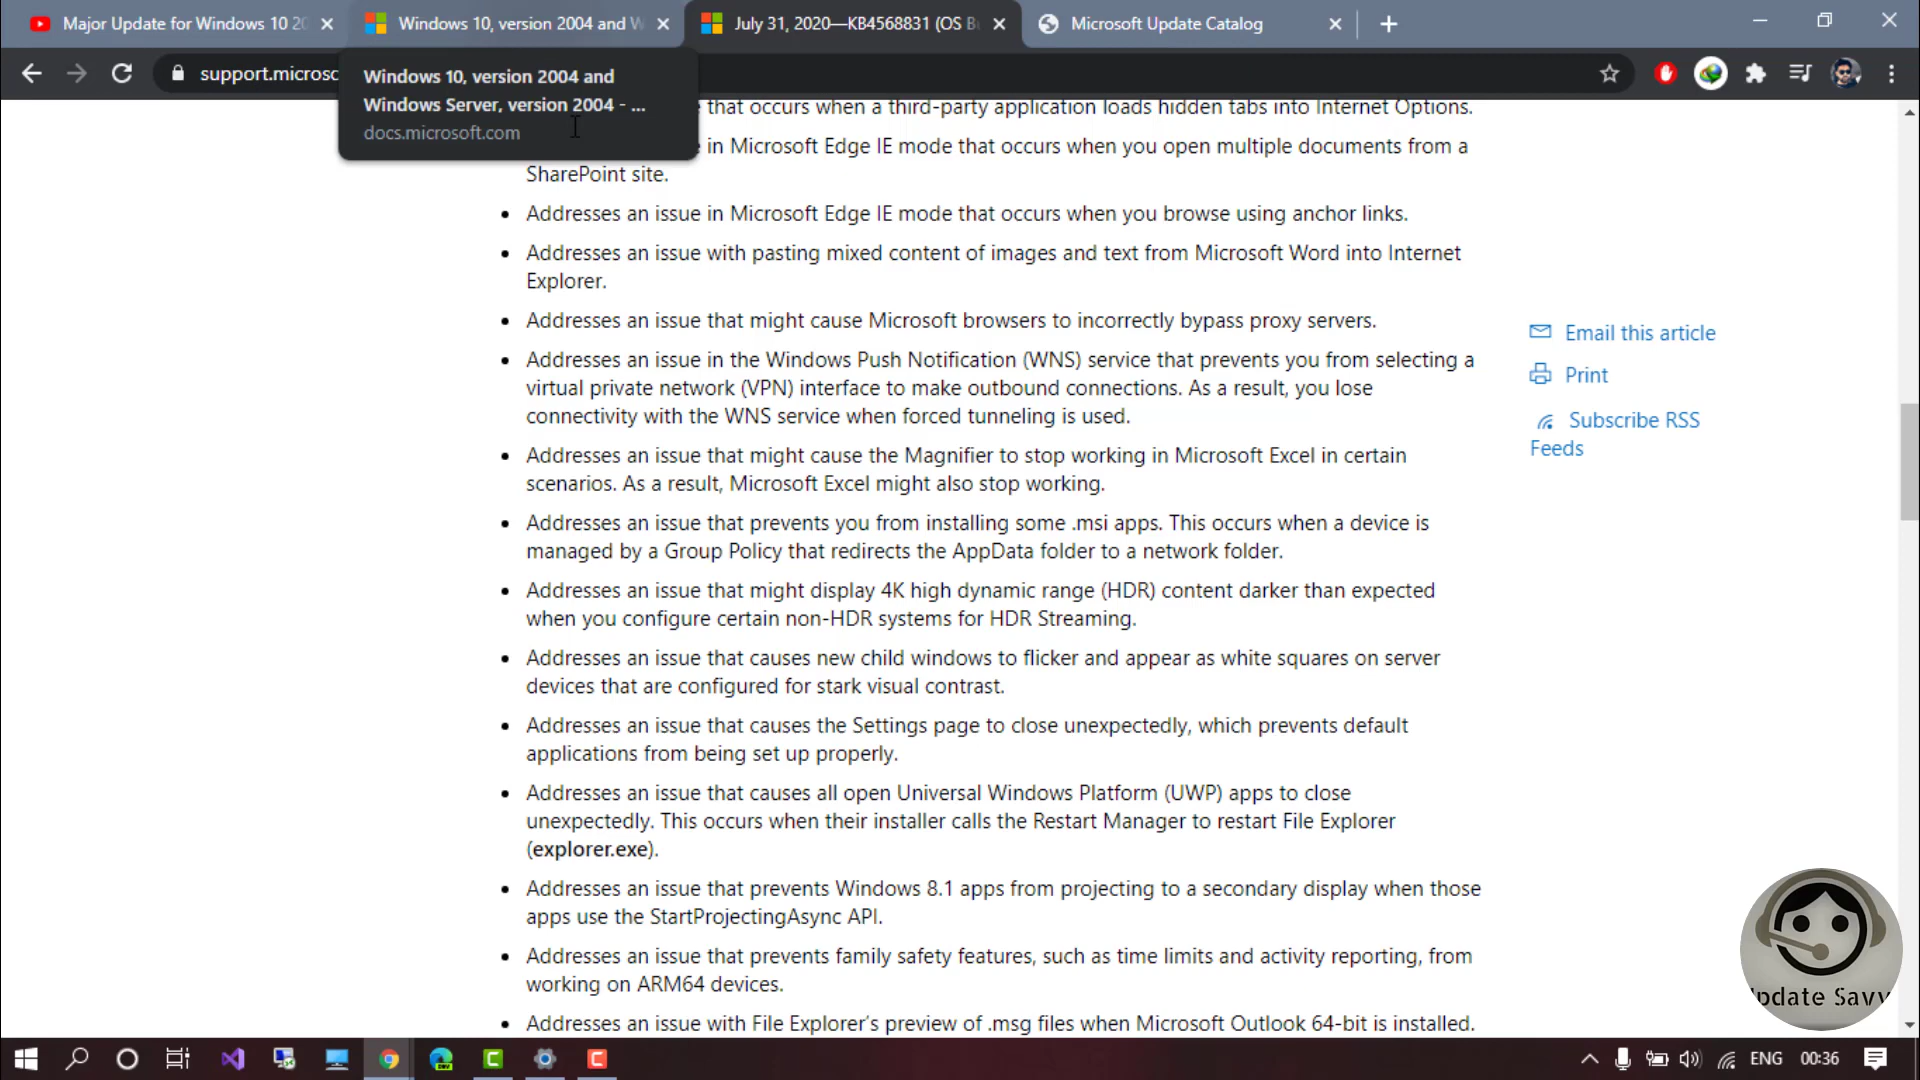 Major Update for Windows 10 20
Windows 10, version 2004 and W
July 31, 2020—KB4568831 (OS B
Microsoft Update Catalog
support.microsc
Windows 10, version 2004 and
Windows Server, version 2004 - ...
docs.microsoft.com
that occurs when a third-party application loads hidden tabs into Internet Options.
in Microsoft Edge IE mode that occurs when you open multiple documents from a
SharePoint site.
Addresses an issue in Microsoft Edge IE mode that occurs when you browse using anchor links.
Addresses an issue with pasting mixed content of images and text from Microsoft Word into Internet
Explorer.
Addresses an issue that might cause Microsoft browsers to incorrectly bypass proxy servers.
Addresses an issue in the Windows Push Notification (WNS) service that prevents you from selecting a
virtual private network (VPN) interface to make outbound connections. As a result, you lose
connectivity with the WNS service when forced tunneling is used.
Addresses an issue that might cause the Magnifier to stop working in Microsoft Excel in certain
scenarios. As a result, Microsoft Excel might also stop working.
Addresses an issue that prevents you from installing some .msi apps. This occurs when a device is
managed by a Group Policy that redirects the AppData folder to a network folder.
Addresses an issue that might display 4K high dynamic range (HDR) content darker than expected
when you configure certain non-HDR systems for HDR Streaming.
Addresses an issue that causes new child windows to flicker and appear as white squares on server
devices that are configured for stark visual contrast.
Addresses an issue that causes the Settings page to close unexpectedly, which prevents default
applications from being set up properly.
Addresses an issue that causes all open Universal Windows Platform (UWP) apps to close
unexpectedly. This occurs when their installer calls the Restart Manager to restart File Explorer
(explorer.exe).
Addresses an issue that prevents Windows 8.1 apps from projecting to a secondary display when those
apps use the StartProjectingAsync API.
Addresses an issue that prevents family safety features, such as time limits and activity reporting, from
working on ARM64 devices.
Addresses an issue with File Explorer's preview of .msg files when Microsoft Outlook 64-bit is installed.
Email this article
Print
Subscribe RSS
Feeds
Update Savvy
ENG
00:36